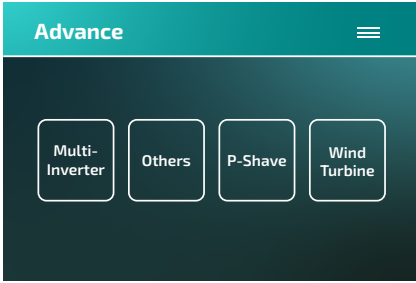 Advance
Multi-
Inverter
Others
P-Shave
Wind
Turbine